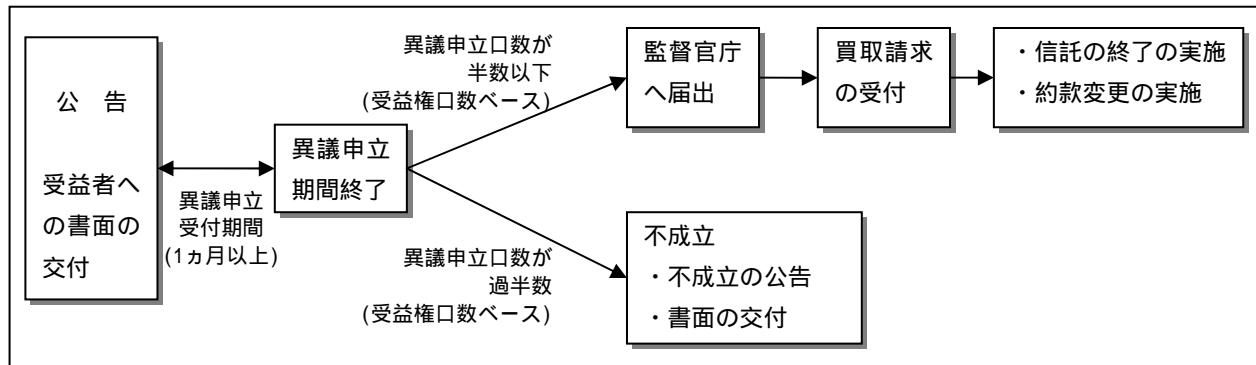 公　告
受益者へ
の書面の
交付
異議申立
受付期間
(1ヵ月以上)
異議申立
期間終了
異議申立口数が
半数以下
(受益権口数ベース)
監督官庁
へ届出
買取請求
の受付
・信託の終了の実施
・約款変更の実施
異議申立口数が
過半数
(受益権口数ベース)
不成立
・不成立の公告
・書面の交付